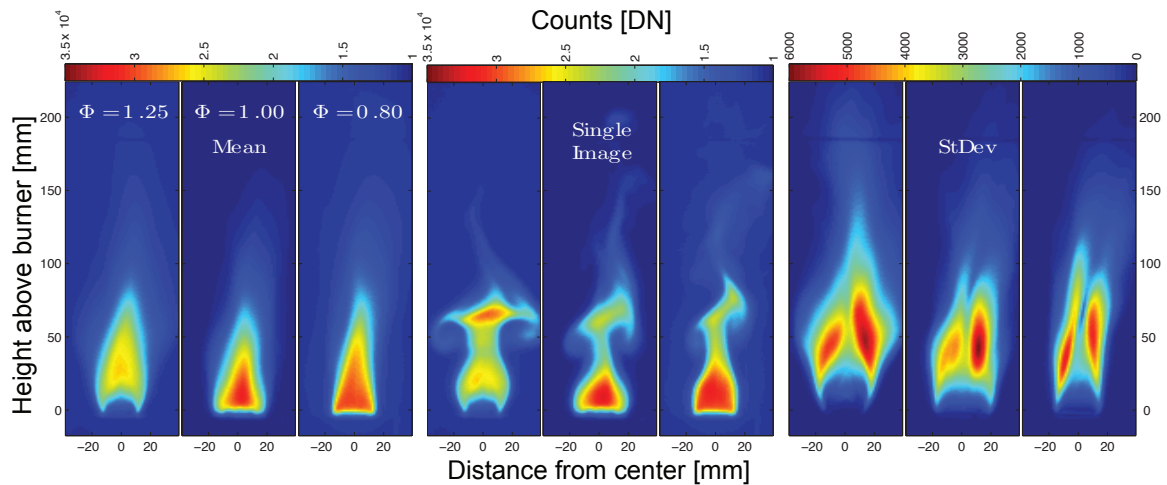 Counts [DN]
3.5 x 10⁴
3
2.5
2
1.5
1
3.5 x 10⁴
3
2.5
2
1.5
1
6000
5000
4000
3000
2000
1000
0
Height above burner [mm]
200
150
100
50
0
Φ = 1.25
Φ = 1.00
Φ = 0.80
Mean
Single
Image
StDev
200
150
100
50
0
−20 0 20
−20 0 20
−20 0 20
−20 0 20
−20 0 20
−20 0 20
−20 0 20
−20 0 20
−20 0 20
Distance from center [mm]